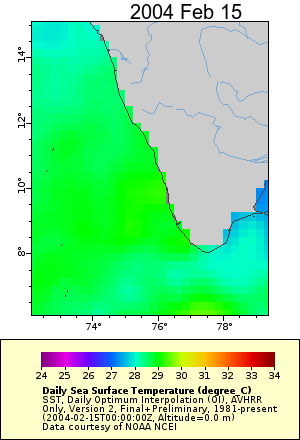 2004 Feb 15
14°
12°
10°
8°
74° 76° 78°
24 25 26 27 28 29 30 31 32 33 34
Daily Sea Surface Temperature (degree_C)
SST, Daily Optimum Interpolation (OI), AVHRR
Only, Version 2, Final+Preliminary, 1981-present
(2004-02-15T00:00:00Z, Altitude=0.0 m)
Data courtesy of NOAA NCEI